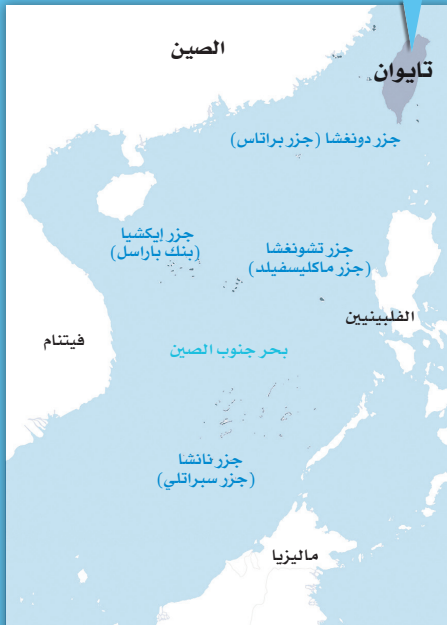 الصين
تايوان
جزر دونغشا (جزر براتاس)
جزر إيكشيا
(بنك باراسل)
جزر تشونغشا
(جزر ماكليسفيلد)
الفلبينيين
فيتنام
بحر جنوب الصين
جزر نانشا
(جزر سبراتلي)
ماليزيا